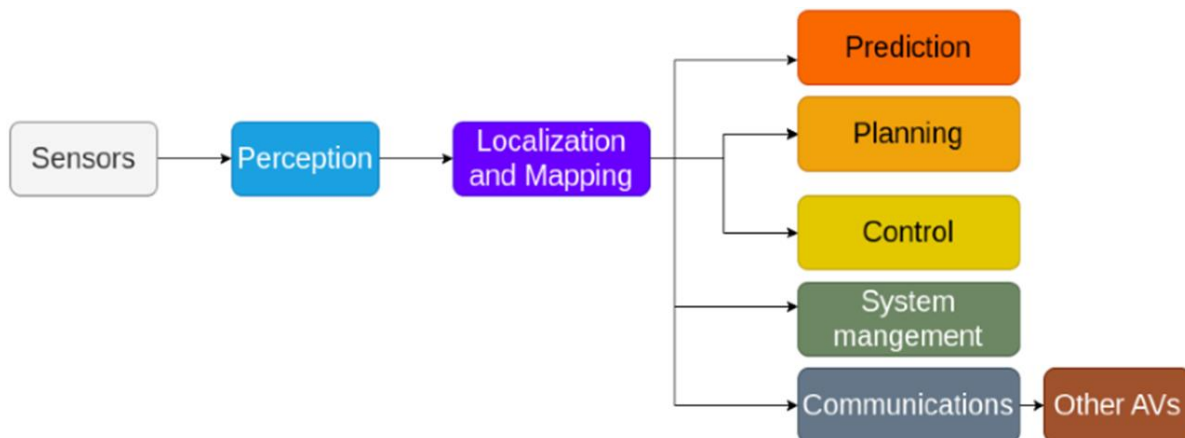 Sensors
Perception
Localization
and Mapping
Prediction
Planning
Control
System
mangement
Communications
Other AVs